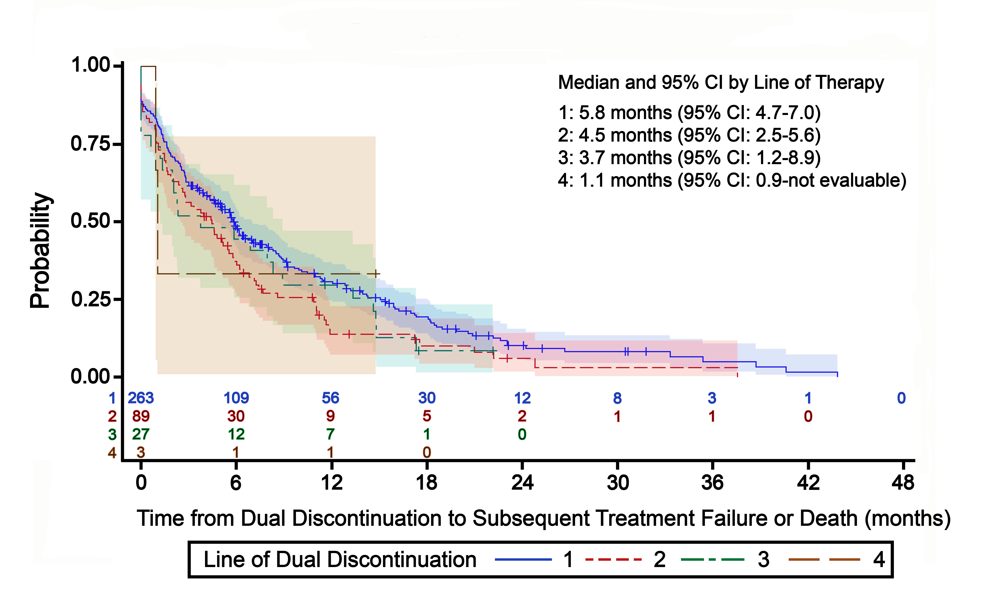 1.00
0.75
0.50
0.25
0.00
Probability
Median and 95% CI by Line of Therapy
1: 5.8 months (95% CI: 4.7-7.0)
2: 4.5 months (95% CI: 2.5-5.6)
3: 3.7 months (95% CI: 1.2-8.9)
4: 1.1 months (95% CI: 0.9-not evaluable)
1 263 109 56 30 12 8 3 1 0
2 89 30 9 5 2 1 1 0
3 27 12 7 1 0
4 3 1 1 0
0 6 12 18 24 30 36 42 48
Time from Dual Discontinuation to Subsequent Treatment Failure or Death (months)
Line of Dual Discontinuation 1 2 3 4